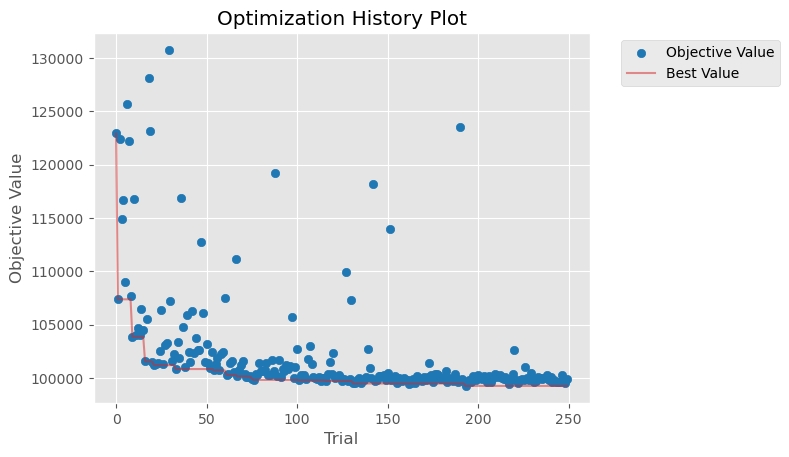 Optimization History Plot
Objective Value
Best Value
Objective Value
130000
125000
120000
115000
110000
105000
100000
0
50
100
150
200
250
Trial